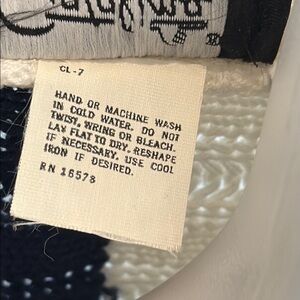 CL-7
HAND OR MACHINE WASH
IN COLD WATER. DO NOT
TWIST, WRING OR BLEACH.
LAY FLAT TO DRY. RESHAPE
IF NECESSARY. USE COOL
IRON IF DESIRED.
RN 16578